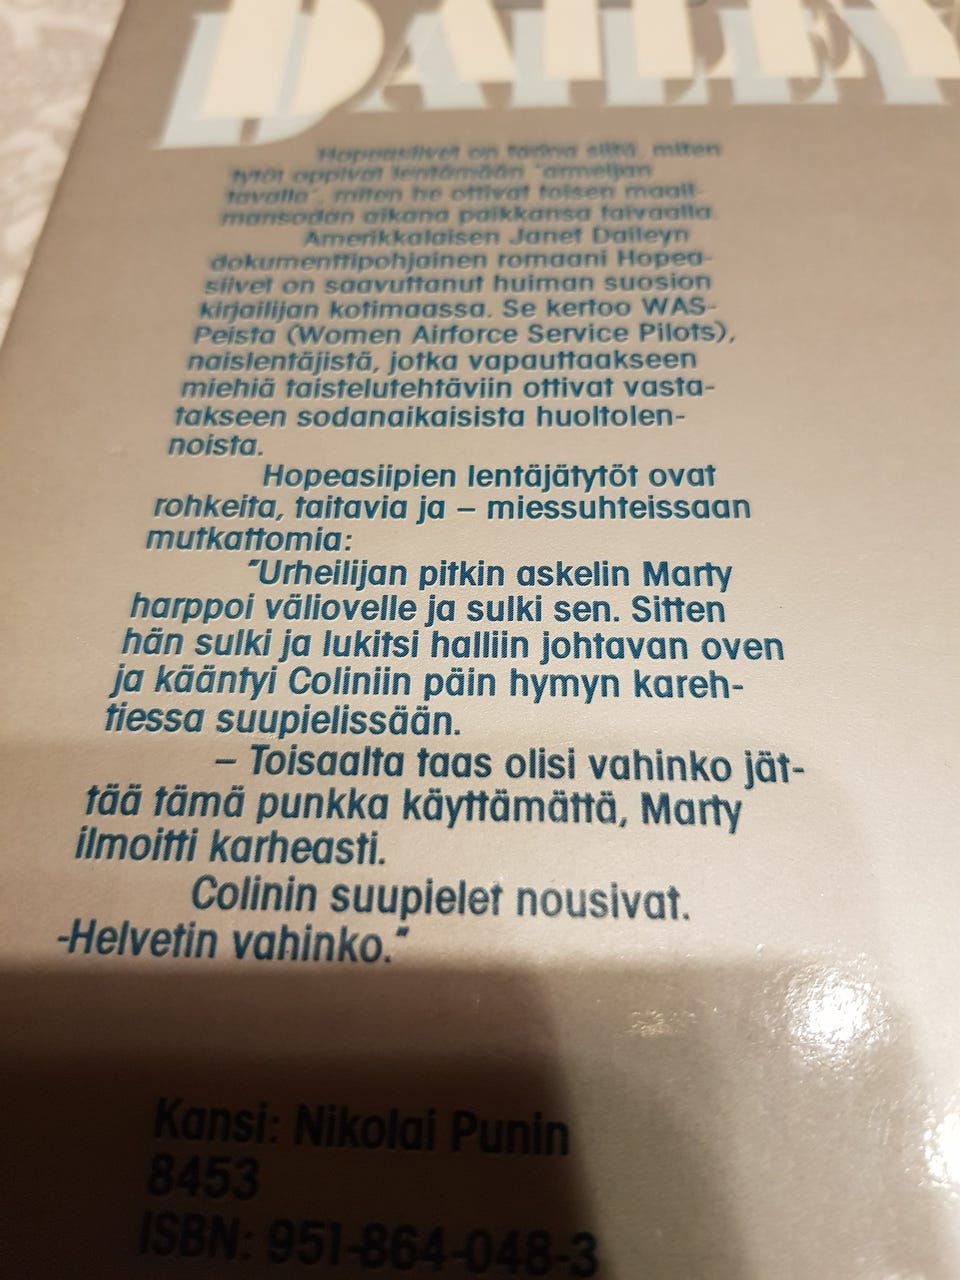 DAILEY
Hopeasiivet on tarina siitä, miten
tytöt oppivat lentämään "armeijan
tavalla", miten he ottivat toisen maail-
mansodan aikana paikkansa taivaalla.
Amerikkalaisen Janet Daileyn
dokumenttipohjainen romaani Hopea-
siivet on saavuttanut huiman suosion
kirjailijan kotimaassa. Se kertoo WAS-
Peista (Women Airforce Service Pilots),
naislentäjistä, jotka vapauttaakseen
miehiä taistelutehtäviin ottivat vasta-
takseen sodanaikaisista huoltolen-
noista.
Hopeasiipien lentäjätytöt ovat
rohkeita, taitavia ja – miessuhteissaan
mutkattomia:
"Urheilijan pitkin askelin Marty
harppoi väliovelle ja sulki sen. Sitten
hän sulki ja lukitsi halliin johtavan oven
ja kääntyi Coliniin päin hymyn kareh-
tiessa suupielissään.
– Toisaalta taas olisi vahinko jät-
tää tämä punkka käyttämättä, Marty
ilmoitti karheasti.
Colinin suupielet nousivat.
-Helvetin vahinko."
Kansi: Nikolai Punin
8453
ISBN: 951-864-048-3